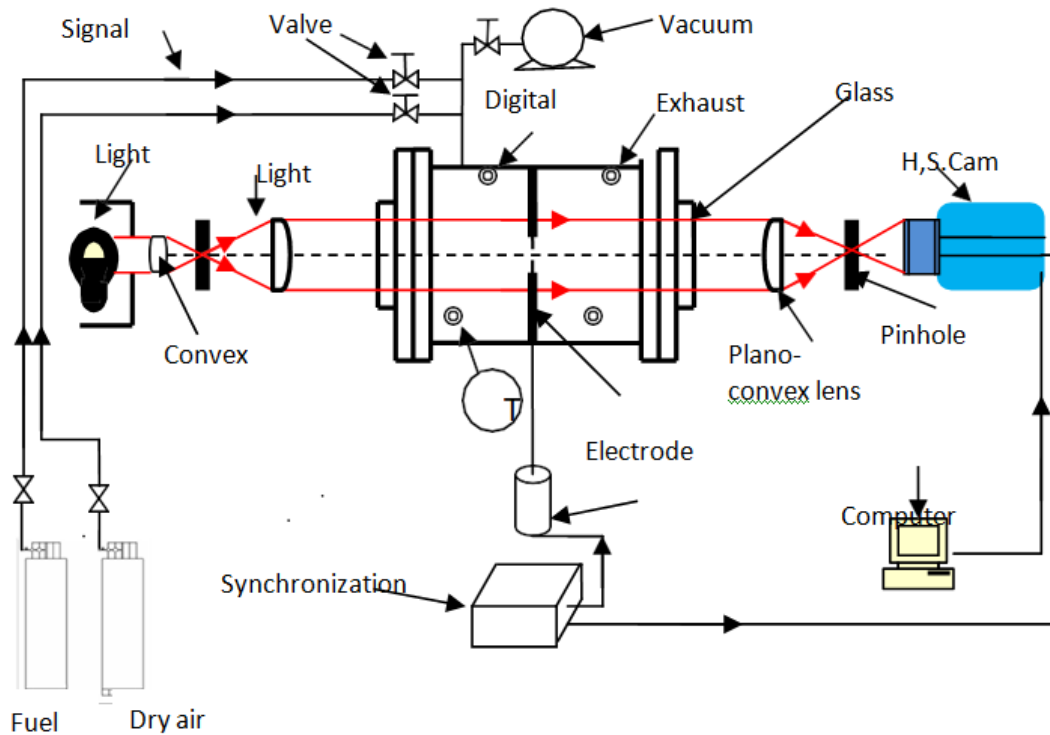 Signal
Valve
Vacuum
Digital
Exhaust
Glass
Light
Light
H,S.Cam
Convex
Pinhole
Plano-
convex lens
T
Electrode
Computer
Synchronization
Fuel
Dry air